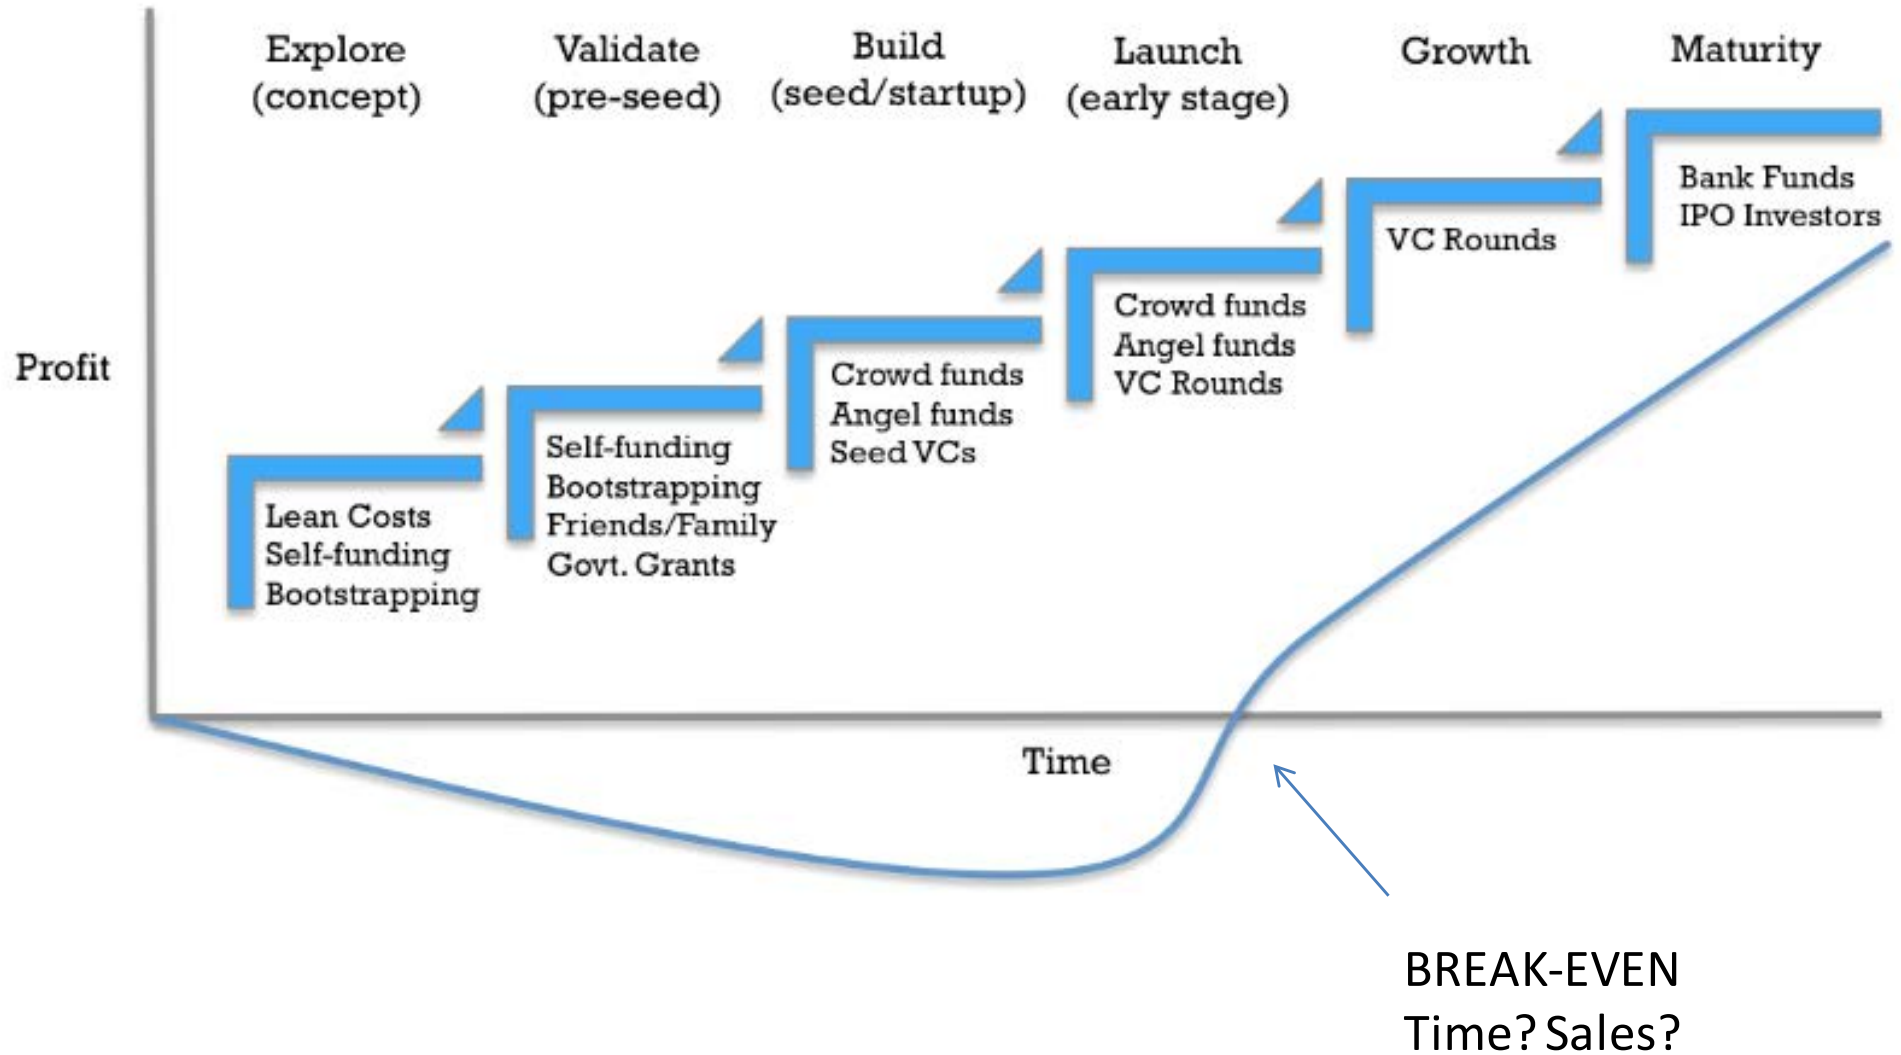 Explore
(concept)
Validate
(pre-seed)
Build
(seed/startup)
Launch
(early stage)
Growth
Maturity
Profit
Lean Costs
Self-funding
Bootstrapping
Self-funding
Bootstrapping
Friends/Family
Govt. Grants
Crowd funds
Angel funds
Seed VCs
Crowd funds
Angel funds
VC Rounds
VC Rounds
Bank Funds
IPO Investors
Time
BREAK-EVEN
Time? Sales?